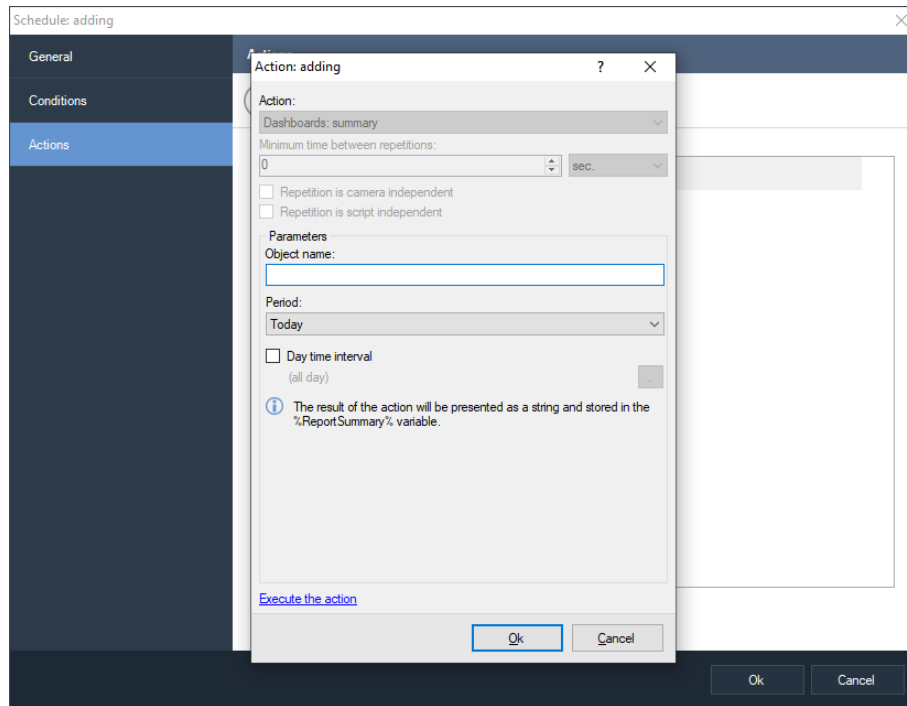 Schedule: adding
General
Conditions
Actions
Action: adding
?
Action:
Dashboards: summary
Minimum time between repetitions:
0
sec.
Repetition is camera independent
Repetition is script independent
Parameters
Object name:
Period:
Today
Day time interval
(all day)
..
The result of the action will be presented as a string and stored in the
%ReportSummary% variable.
Execute the action
Ok
Cancel
Ok
Cancel